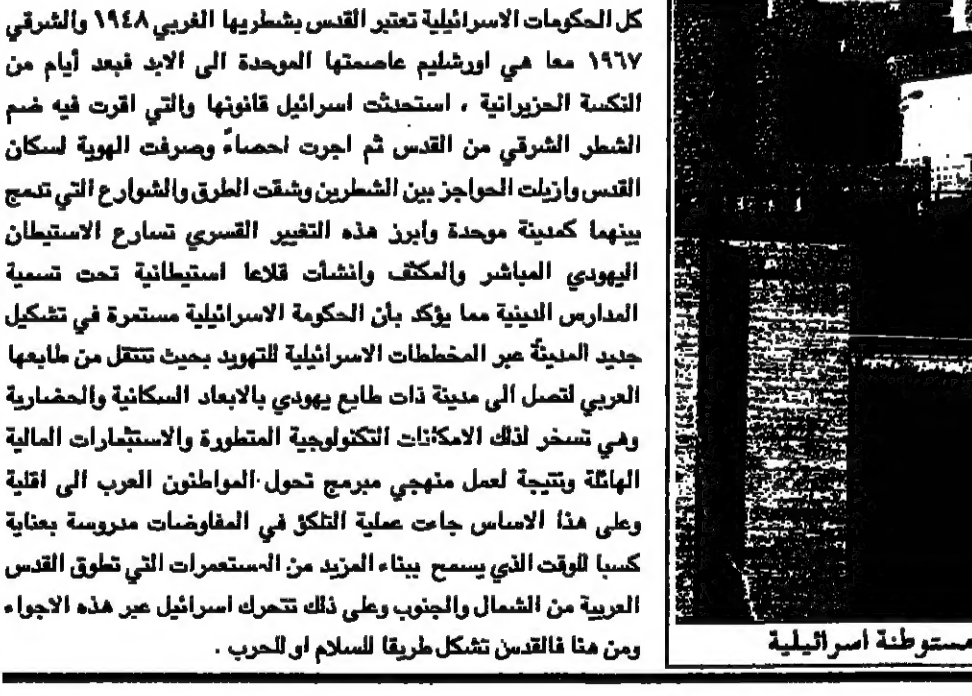 كل الحكومات الاسرائيلية تعتبر القدس بشطريها الغربي ١٩٤٨ والشرقي
١٩٦٧ معا هي اورشليم عاصمتها الموحدة الى الابد فبعد أيام من
النكسة الحزيرانية ، استحدثت اسرائيل قانونها والتي اقرت فيه ضم
الشطر الشرقي من القدس ثم اجرت احصاءً وصرفت الهوية لسكان
القدس وازيلت الحواجز بين الشطرين وشقت الطرق والشوارع التي تدمج
بينهما كمدينة موحدة وابرز هذه التغيير القسري تسارع الاستيطان
اليهودي المباشر والمكثف وانشأت قلاعا استيطانية تحت تسمية
المدارس الدينية مما يؤكد بأن الحكومة الاسرائيلية مستمرة في تشكيل
جديد المدينة عبر المخططات الاسرائيلية للتهويد بحيث تنتقل من طابعها
العربي لتصل الى مدينة ذات طابع يهودي بالابعاد السكانية والحضارية
وهي تسخر لذلك الامكانات التكنولوجية المتطورة والاستثمارات المالية
الهائلة ونتيجة لعمل منهجي مبرمج تحول المواطنون العرب الى اقلية
وعلى هذا الاساس جاءت عملية التلكؤ في المفاوضات مدروسة بعناية
كسبا للوقت الذي يسمح ببناء المزيد من المستعمرات التي تطوق القدس
العربية من الشمال والجنوب وعلى ذلك تتحرك اسرائيل عبر هذه الاجواء
ومن هنا فالقدس تشكل طريقا للسلام او للحرب .
مستوطنة اسرائيلية